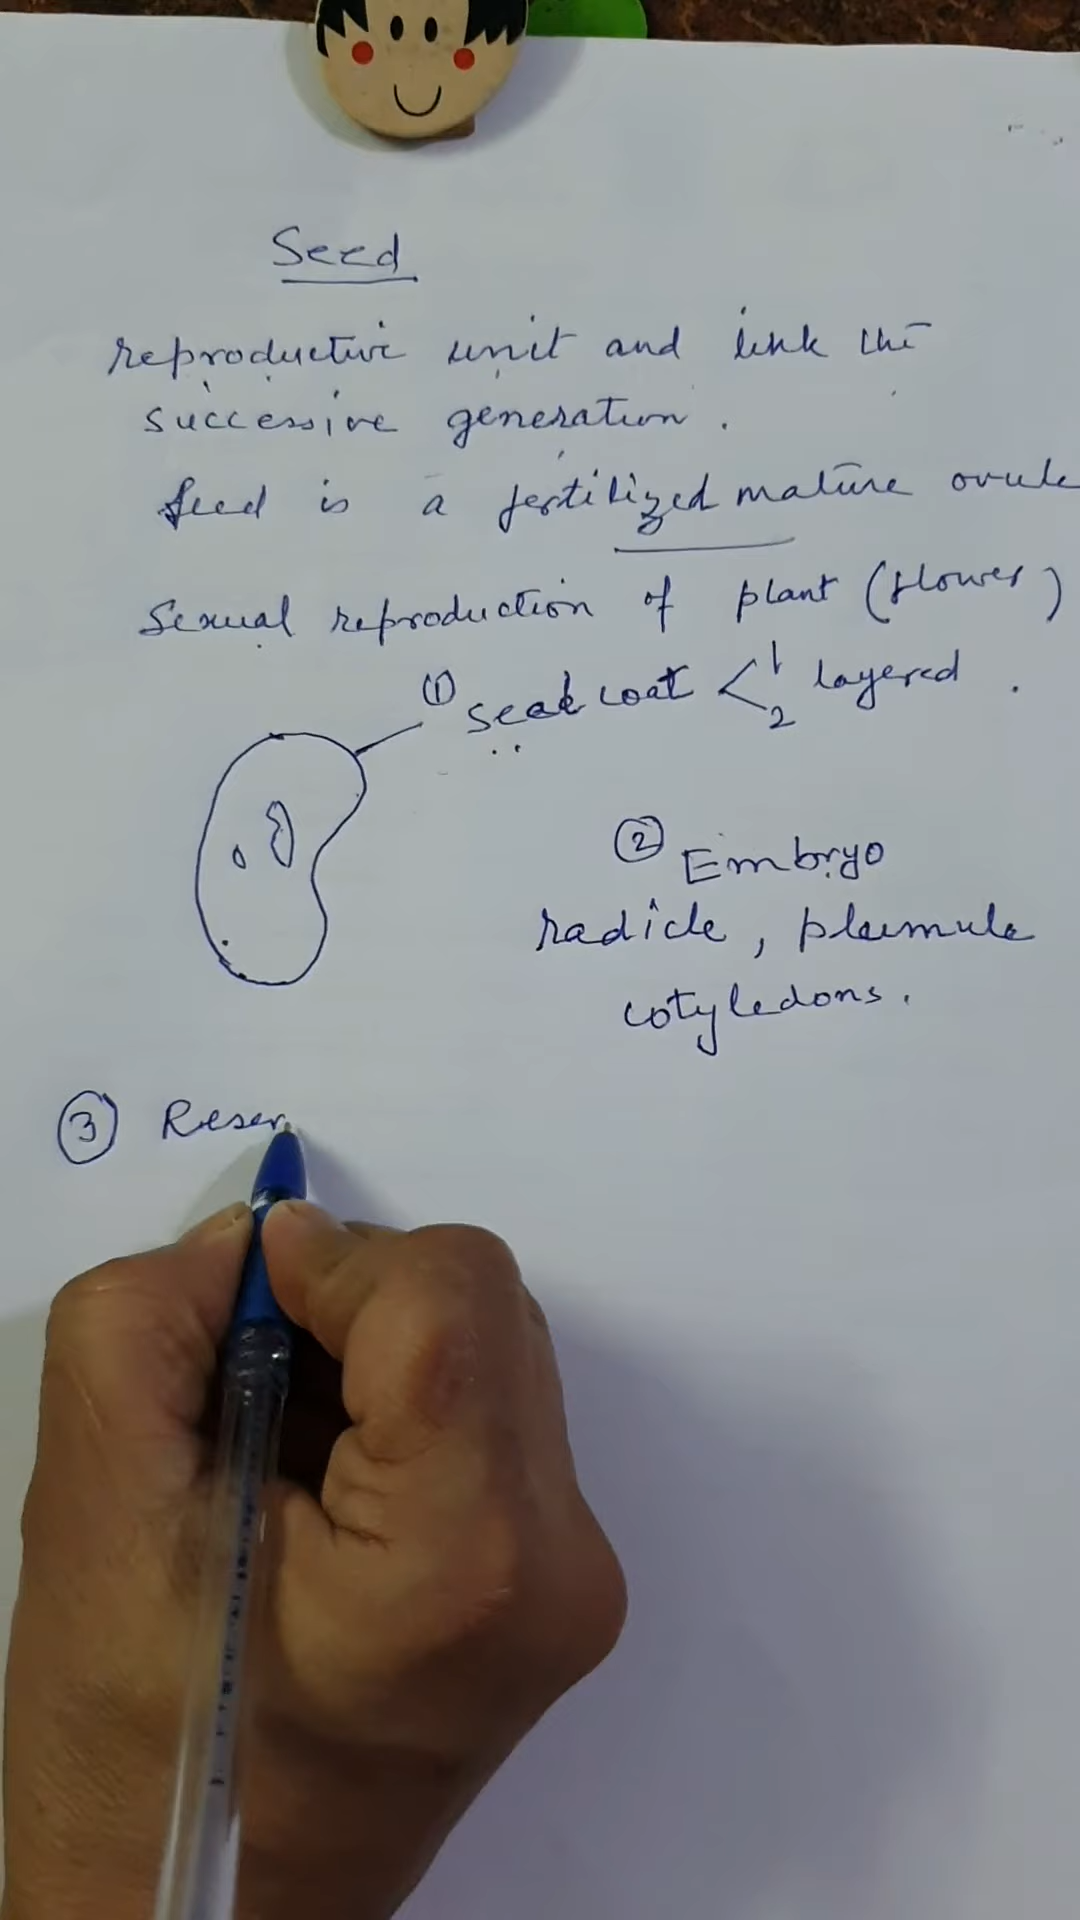 Seed
reproductive unit and link the
successive generation.
Seed is a fertilized mature ovule
Sexual reproduction of plant (flower)
① Seed coat < 1 2 layered.
② Embryo
radicle, plumule
cotyledons.
③ Reser